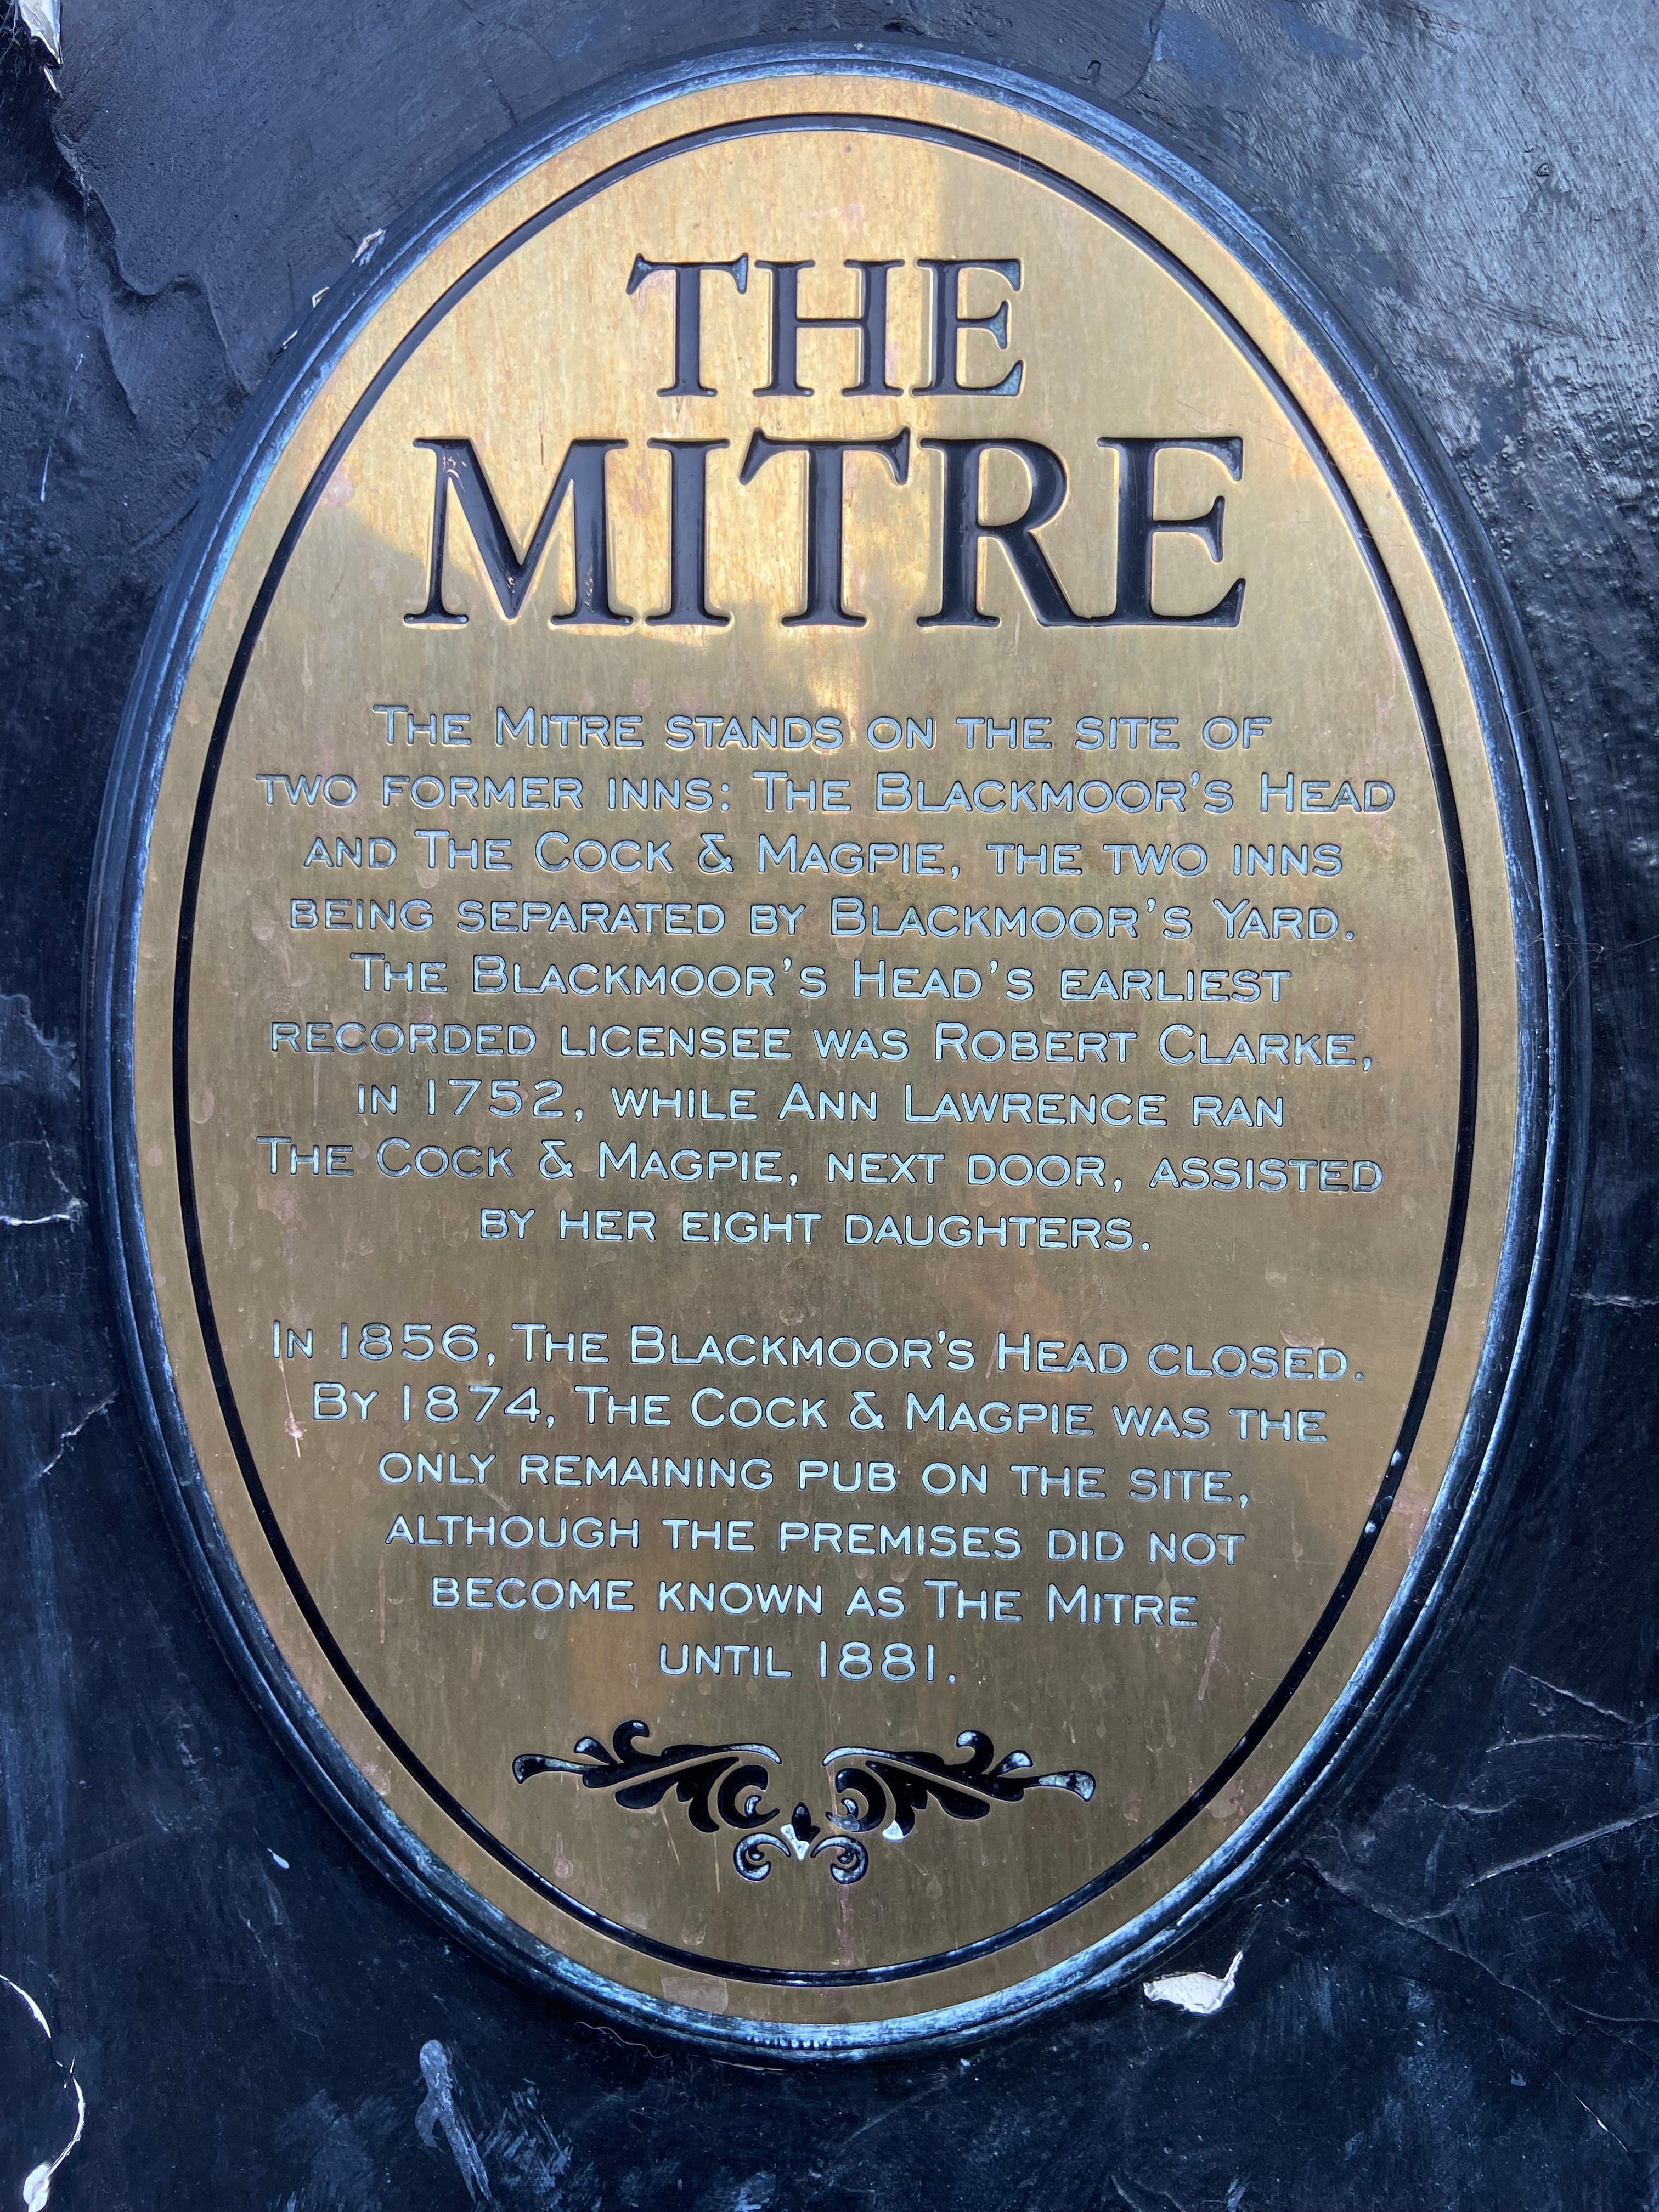 THE
MITRE
THE MITRE STANDS ON THE SITE OF
TWO FORMER INNS: THE BLACKMOOR'S HEAD
AND THE COCK & MAGPIE, THE TWO INNS
BEING SEPARATED BY BLACKMOOR'S YARD.
THE BLACKMOOR'S HEAD'S EARLIEST
RECORDED LICENSEE WAS ROBERT CLARKE,
IN 1752, WHILE ANN LAWRENCE RAN
THE COCK & MAGPIE, NEXT DOOR, ASSISTED
BY HER EIGHT DAUGHTERS.
IN 1856, THE BLACKMOOR'S HEAD CLOSED.
BY 1874, THE COCK & MAGPIE WAS THE
ONLY REMAINING PUB ON THE SITE,
ALTHOUGH THE PREMISES DID NOT
BECOME KNOWN AS THE MITRE
UNTIL 1881.